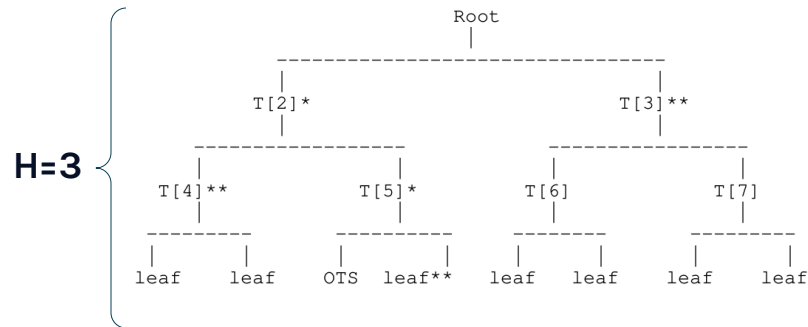 Root
T[2]* T[3]**
H=3
T[4]** T[5]* T[6] T[7]
leaf leaf OTS leaf** leaf leaf leaf leaf